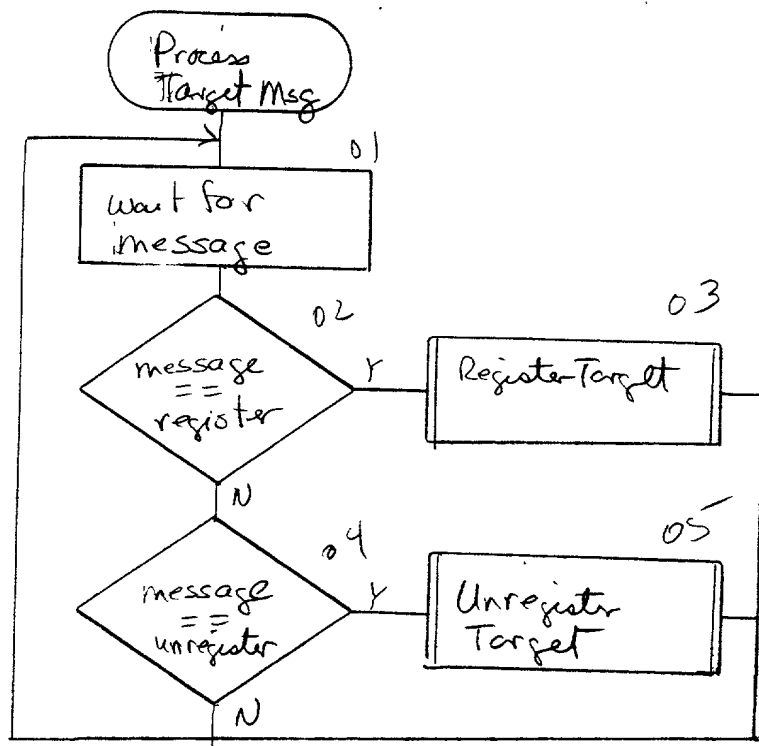 Process
Target Msg
01
wait for
message
02
message
==
register
Y
03
Register Target
N
04
message
==
unregister
Y
05
Unregister
Target
N